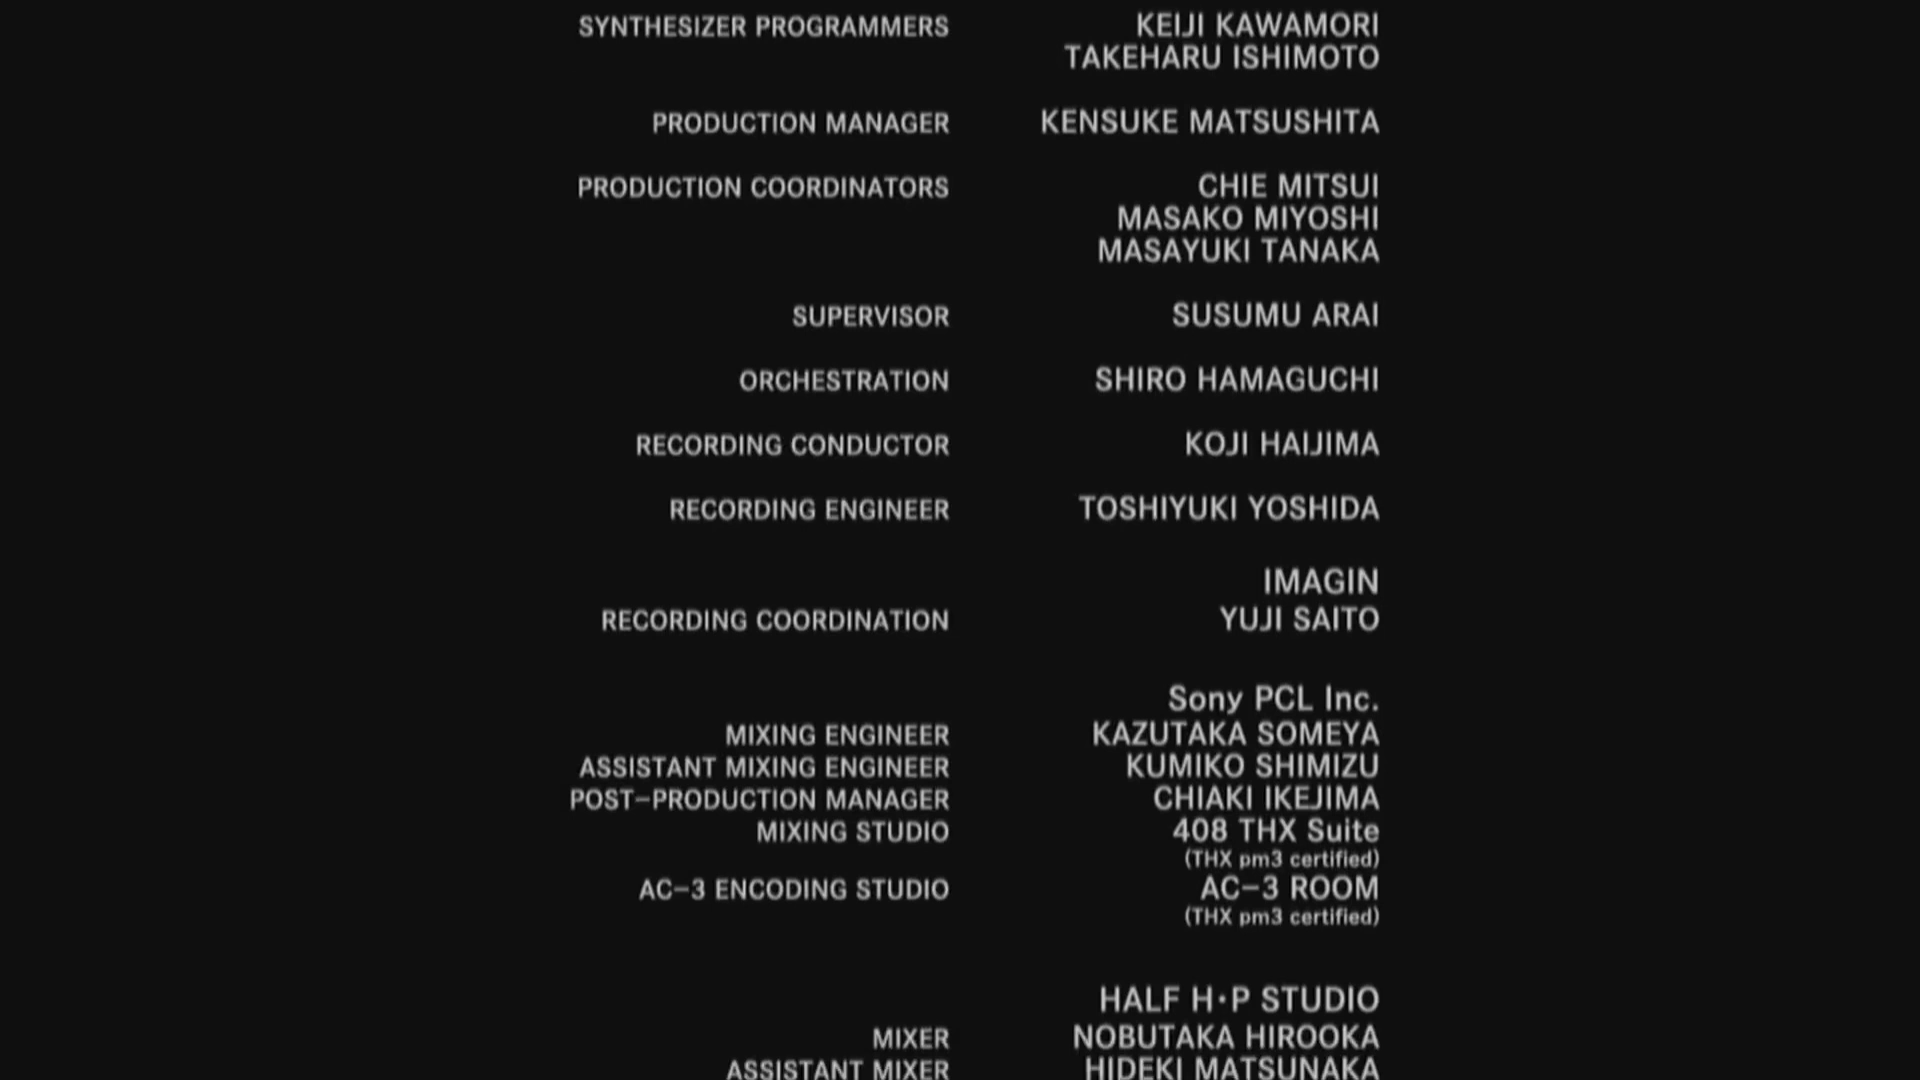 SYNTHESIZER PROGRAMMERS KEIJI KAWAMORI
TAKEHARU ISHIMOTO
PRODUCTION MANAGER KENSUKE MATSUSHITA
PRODUCTION COORDINATORS CHIE MITSUI
MASAKO MIYOSHI
MASAYUKI TANAKA
SUPERVISOR SUSUMU ARAI
ORCHESTRATION SHIRO HAMAGUCHI
RECORDING CONDUCTOR KOJI HAIJIMA
RECORDING ENGINEER TOSHIYUKI YOSHIDA
IMAGIN
RECORDING COORDINATION YUJI SAITO
Sony PCL Inc.
MIXING ENGINEER KAZUTAKA SOMEYA
ASSISTANT MIXING ENGINEER KUMIKO SHIMIZU
POST-PRODUCTION MANAGER CHIAKI IKEJIMA
MIXING STUDIO 408 THX Suite
(THX pm3 certified)
AC-3 ENCODING STUDIO AC-3 ROOM
(THX pm3 certified)
HALF H·P STUDIO
MIXER NOBUTAKA HIROOKA
ASSISTANT MIXER HIDEKI MATSUNAKA